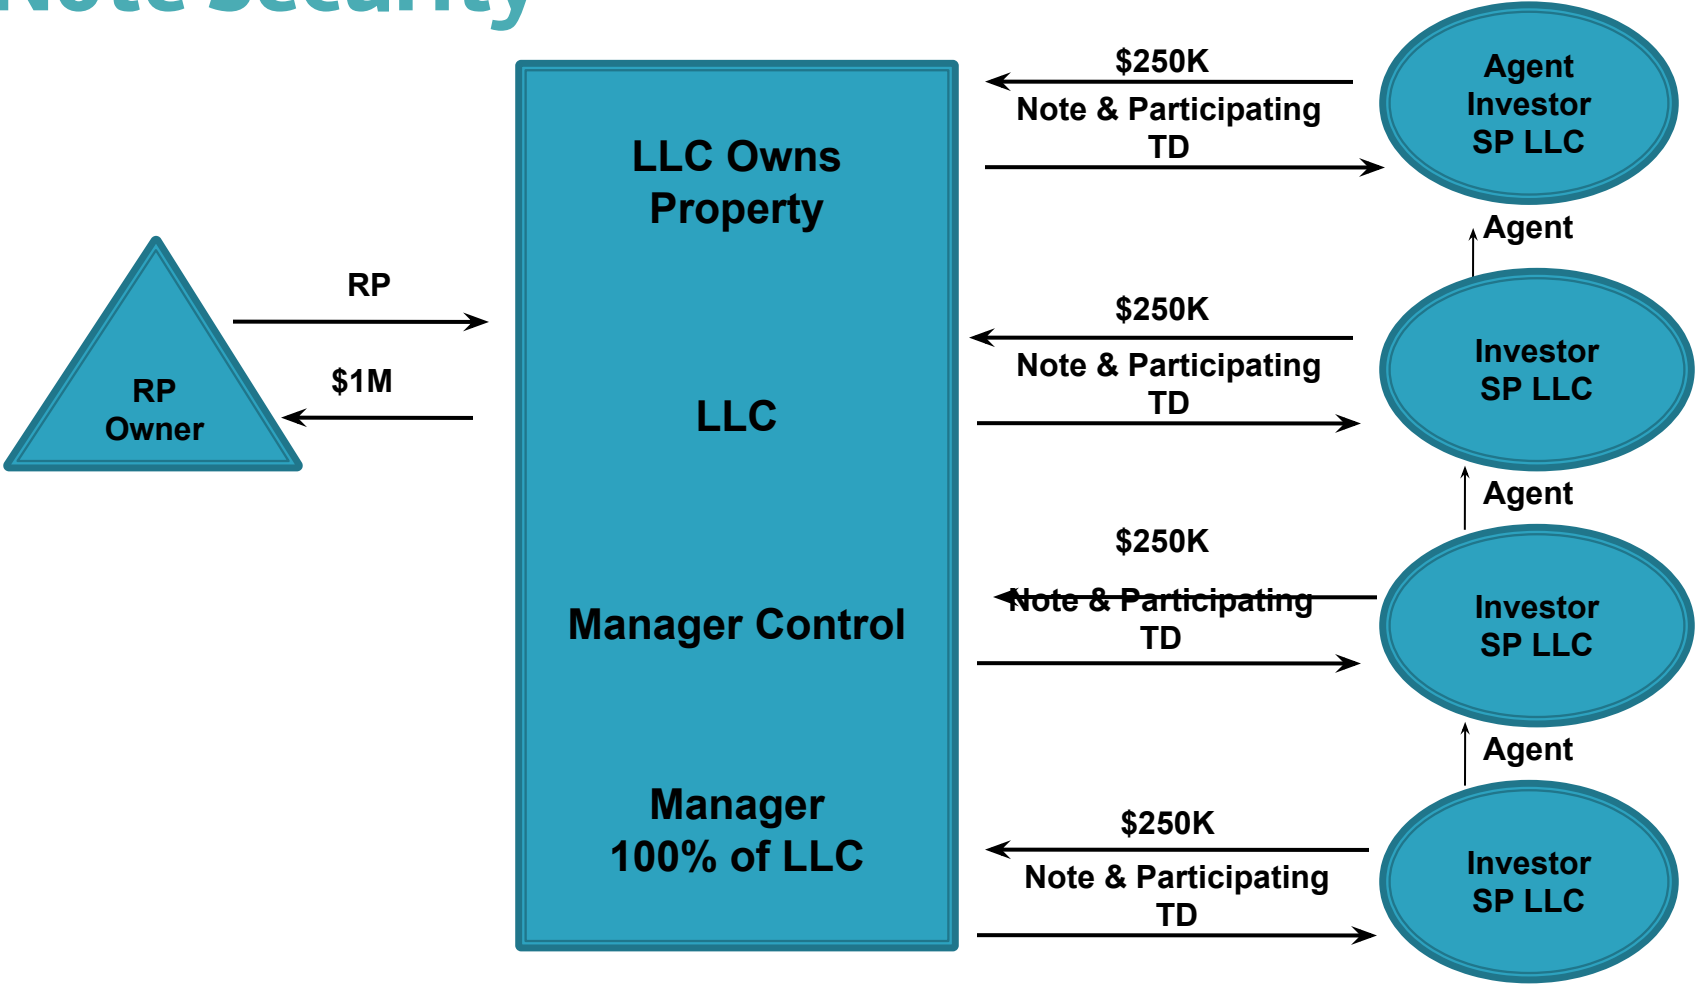 Note Security
$250K
Note & Participating
TD
Agent
Investor
SP LLC
LLC Owns
Property
Agent
RP
$250K
Note & Participating
TD
Investor
SP LLC
RP
Owner
$1M
LLC
Agent
$250K
Note & Participating
TD
Investor
SP LLC
Manager Control
Agent
Manager
100% of LLC
$250K
Note & Participating
TD
Investor
SP LLC